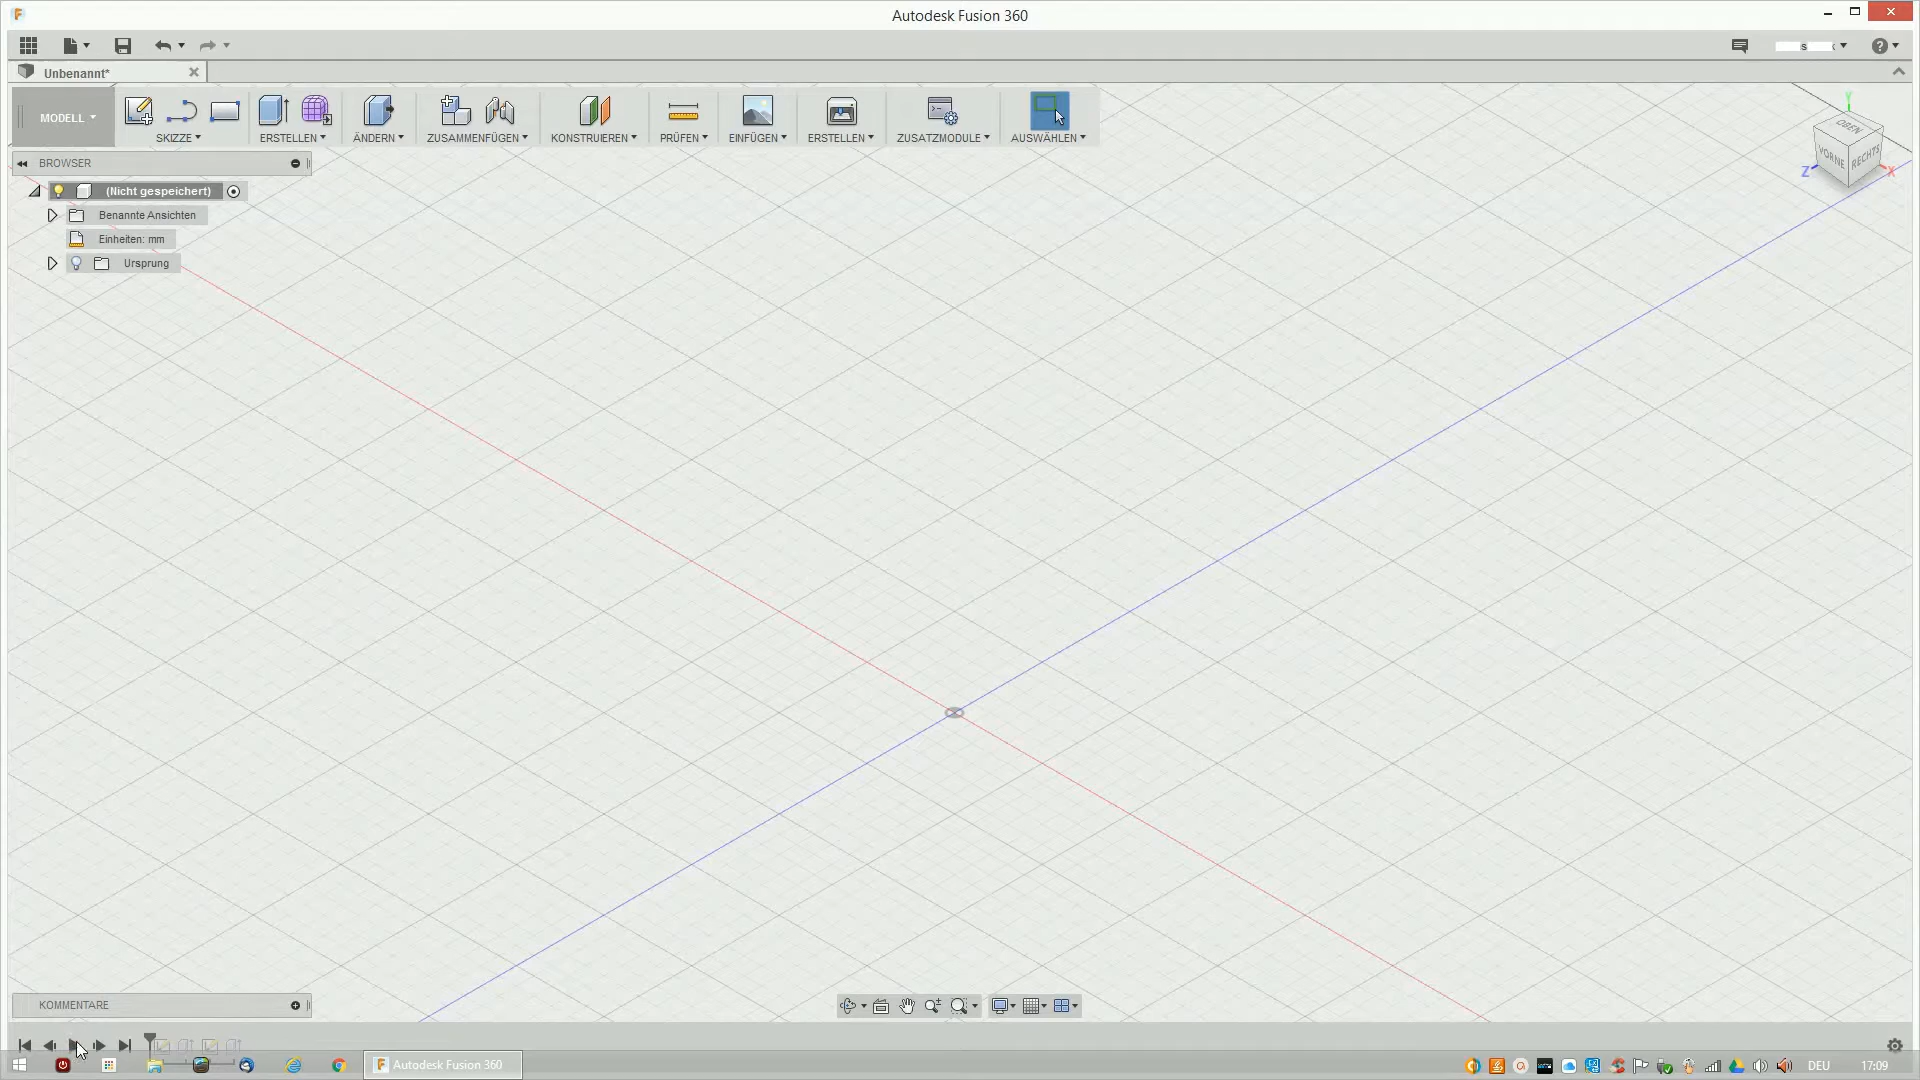 Autodesk Fusion 360
Unbenannt*
MODELL
SKIZZE
ERSTELLEN
ÄNDERN
ZUSAMMENFÜGEN
KONSTRUIEREN
PRÜFEN
EINFÜGEN
ERSTELLEN
ZUSATZMODULE
AUSWÄHLEN
Y
OBEN
VORNE
RECHTS
Z
X
BROWSER
(Nicht gespeichert)
Benannte Ansichten
Einheiten: mm
Ursprung
KOMMENTARE
Autodesk Fusion 360
DEU
17:09